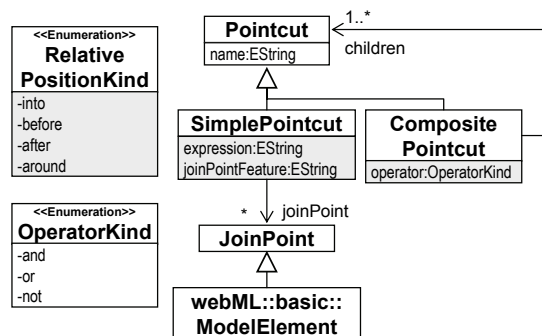 <<Enumeration>>
Relative
PositionKind
-into
-before
-after
-around
<<Enumeration>>
OperatorKind
-and
-or
-not
Pointcut
name:EString
1..*
children
SimplePointcut
expression:EString
joinPointFeature:EString
Composite
Pointcut
operator:OperatorKind
* joinPoint
JoinPoint
webML::basic::
ModelElement